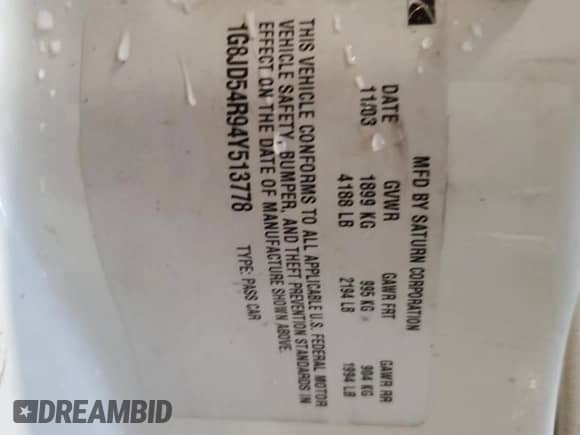 MFD BY SATURN CORPORATION
DATE GVWR GAWR FRT GAWR RR
11/03 1899 KG 995 KG 904 KG
4188 LB 2194 LB 1994 LB
THIS VEHICLE CONFORMS TO ALL APPLICABLE U.S. FEDERAL MOTOR
VEHICLE SAFETY, BUMPER, AND THEFT PREVENTION STANDARDS IN
EFFECT ON THE DATE OF MANUFACTURE SHOWN ABOVE.
1G8JD54R94Y513778 TYPE: PASS CAR
DREAMBID